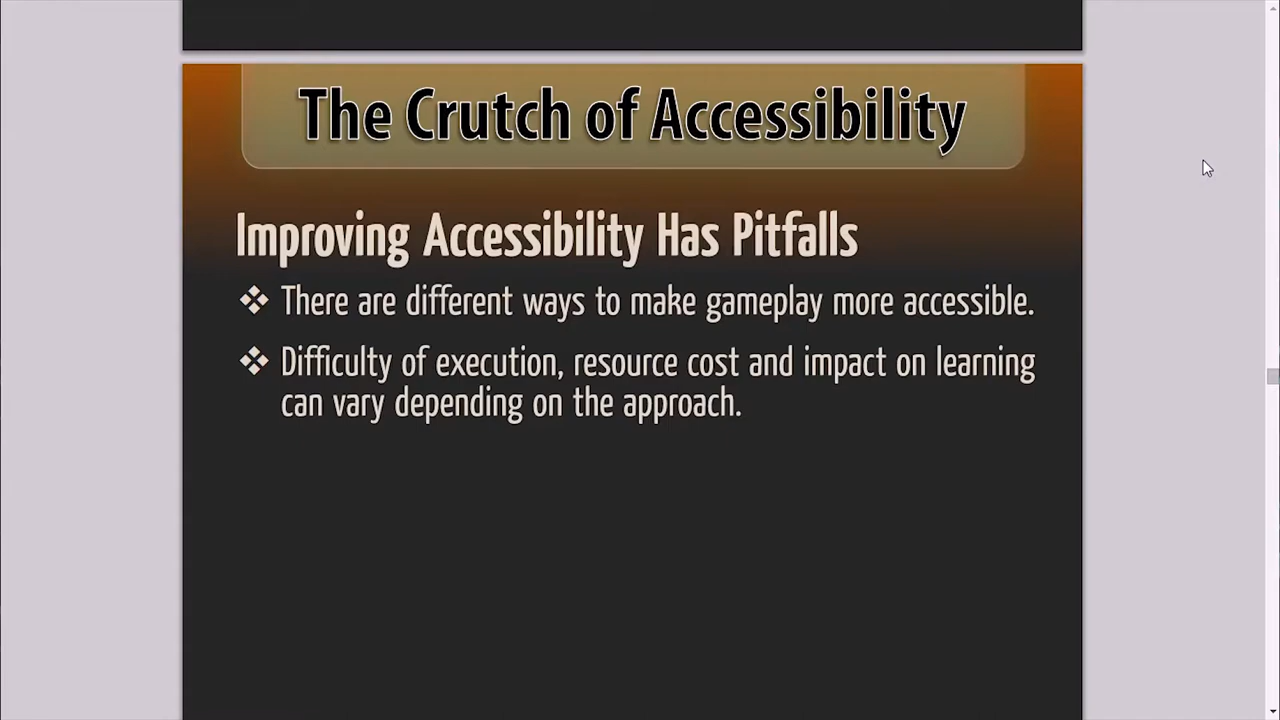 The Crutch of Accessibility
Improving Accessibility Has Pitfalls
There are different ways to make gameplay more accessible.
Difficulty of execution, resource cost and impact on learning
can vary depending on the approach.